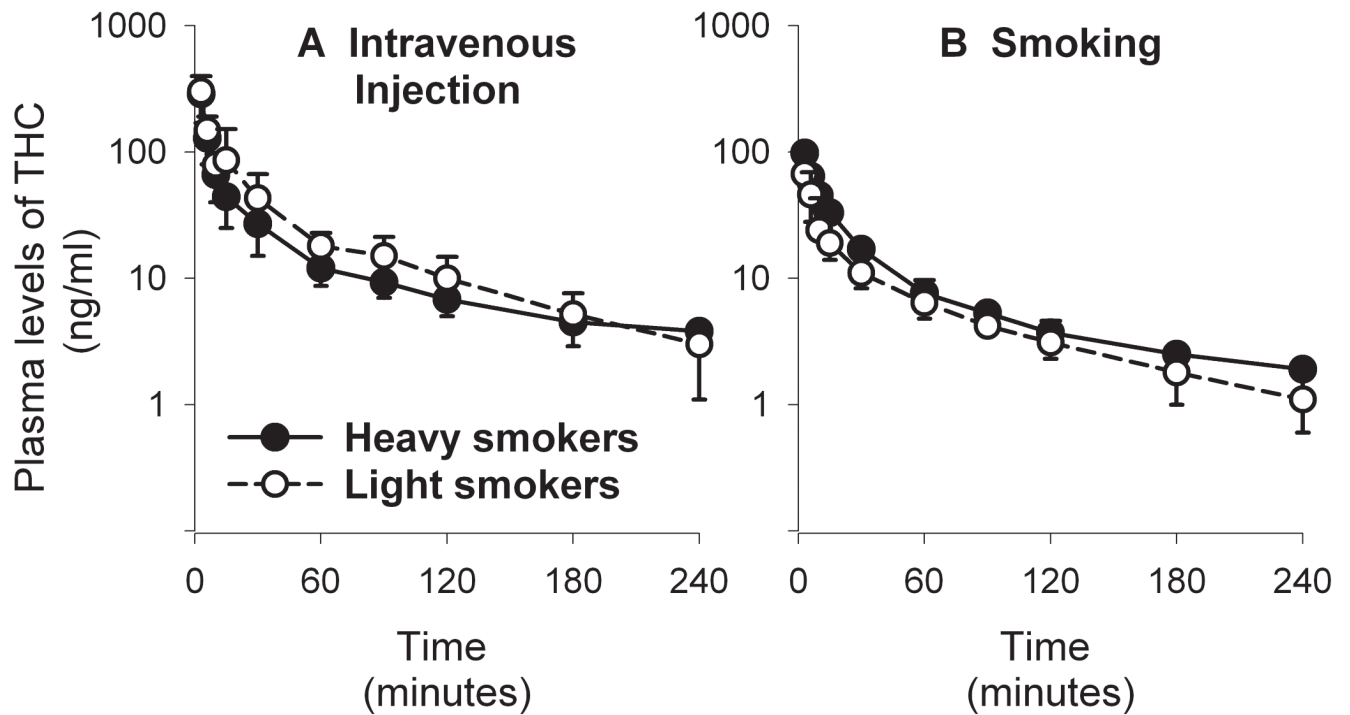 Plasma levels of THC
(ng/ml)
1000
100
10
1
A Intravenous
Injection
Heavy smokers
Light smokers
0 60 120 180 240
Time
(minutes)
1000
100
10
1
B Smoking
0 60 120 180 240
Time
(minutes)